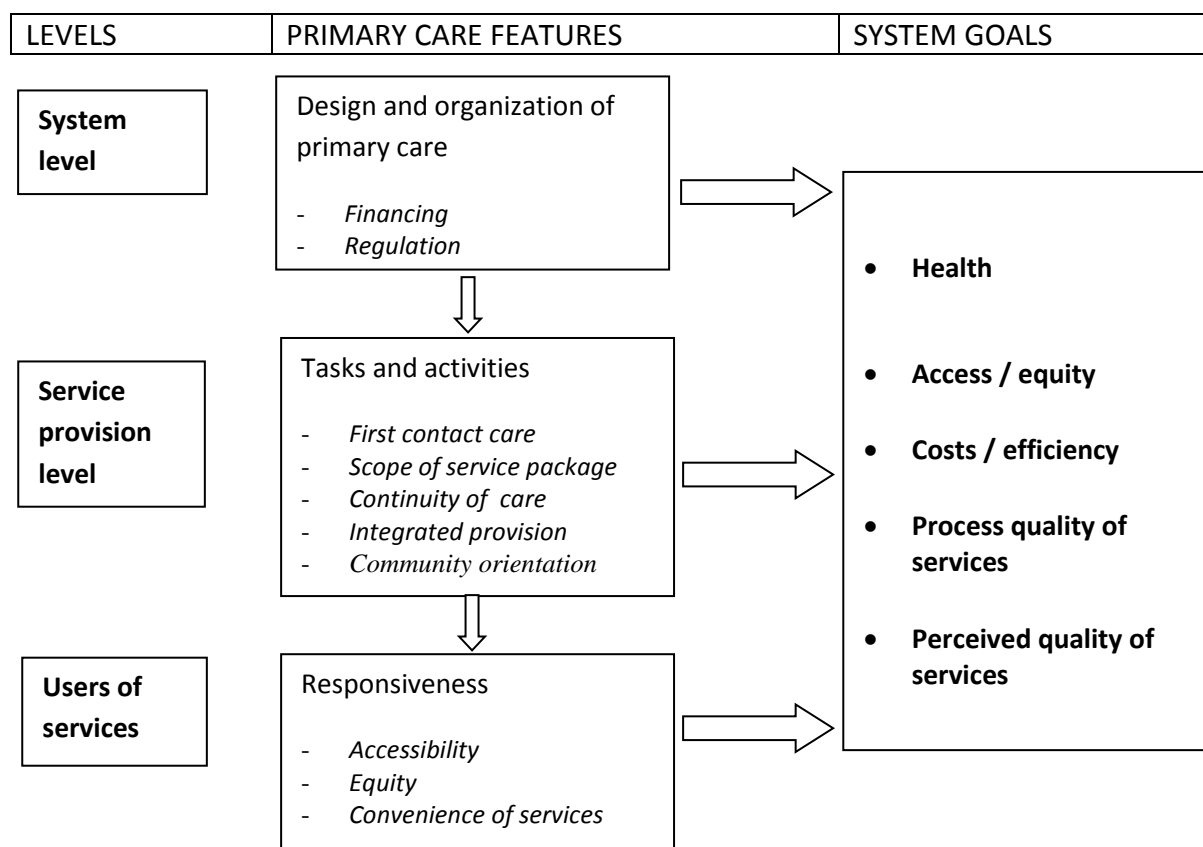 LEVELS
PRIMARY CARE FEATURES
SYSTEM GOALS
System
level
Design and organization of
primary care
- Financing
- Regulation
Service
provision
level
Tasks and activities
- First contact care
- Scope of service package
- Continuity of care
- Integrated provision
- Community orientation
Users of
services
Responsiveness
- Accessibility
- Equity
- Convenience of services
• Health
• Access / equity
• Costs / efficiency
• Process quality of
services
• Perceived quality of
services